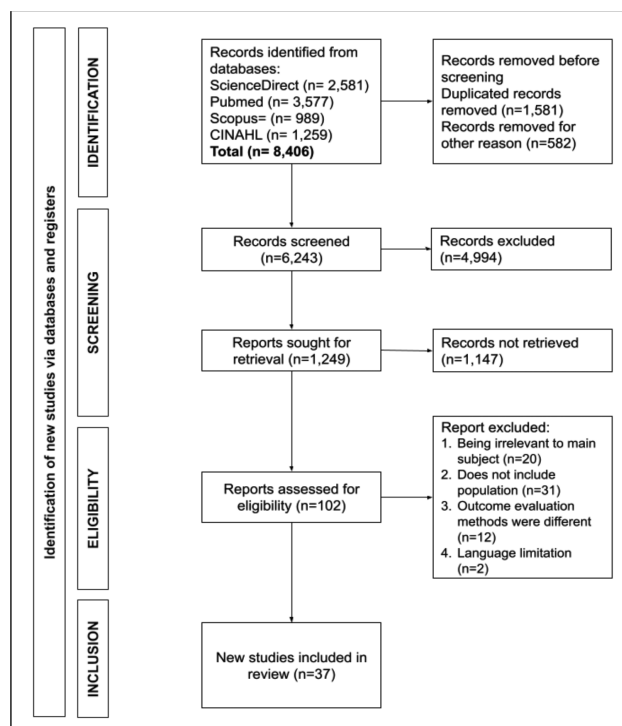 Identification of new studies via databases and registers
IDENTIFICATION
Records identified from
databases:
ScienceDirect (n= 2,581)
Pubmed (n= 3,577)
Scopus= (n= 989)
CINAHL (n= 1,259)
Total (n= 8,406)
Records removed before
screening
Duplicated records
removed (n=1,581)
Records removed for
other reason (n=582)
SCREENING
Records screened
(n=6,243)
Records excluded
(n=4,994)
Reports sought for
retrieval (n=1,249)
Records not retrieved
(n=1,147)
ELIGIBILITY
Reports assessed for
eligibility (n=102)
Report excluded:
1. Being irrelevant to main
subject (n=20)
2. Does not include
population (n=31)
3. Outcome evaluation
methods were different
(n=12)
4. Language limitation
(n=2)
INCLUSION
New studies included in
review (n=37)